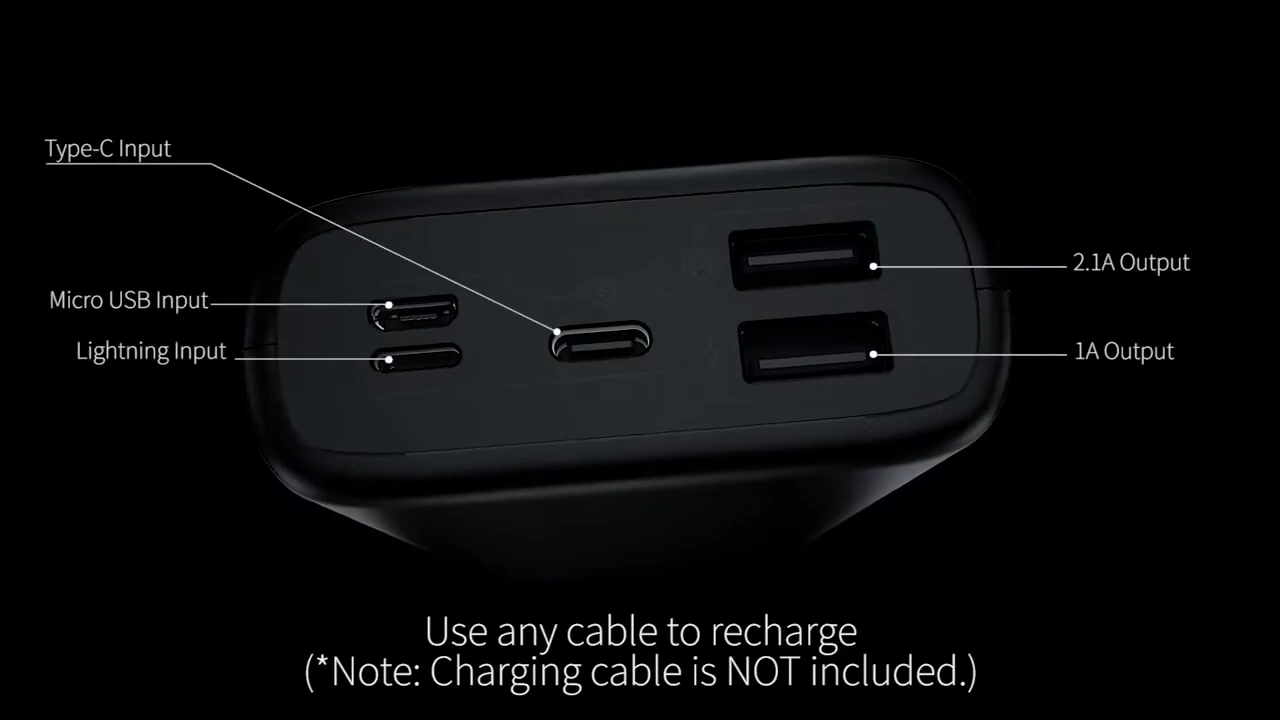 Type-C Input
Micro USB Input
Lightning Input
2.1A Output
1A Output
Use any cable to recharge
(*Note: Charging cable is NOT included.)